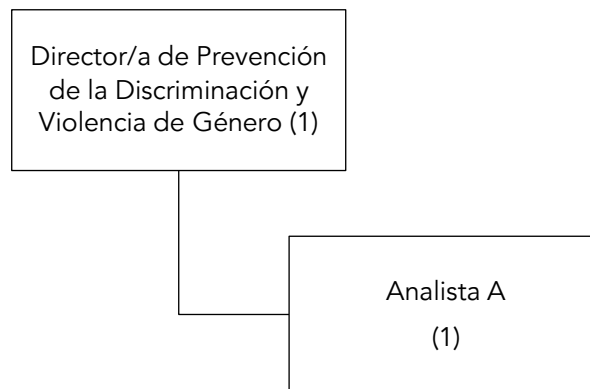 Director/a de Prevención
de la Discriminación y
Violencia de Género (1)
Analista A
(1)